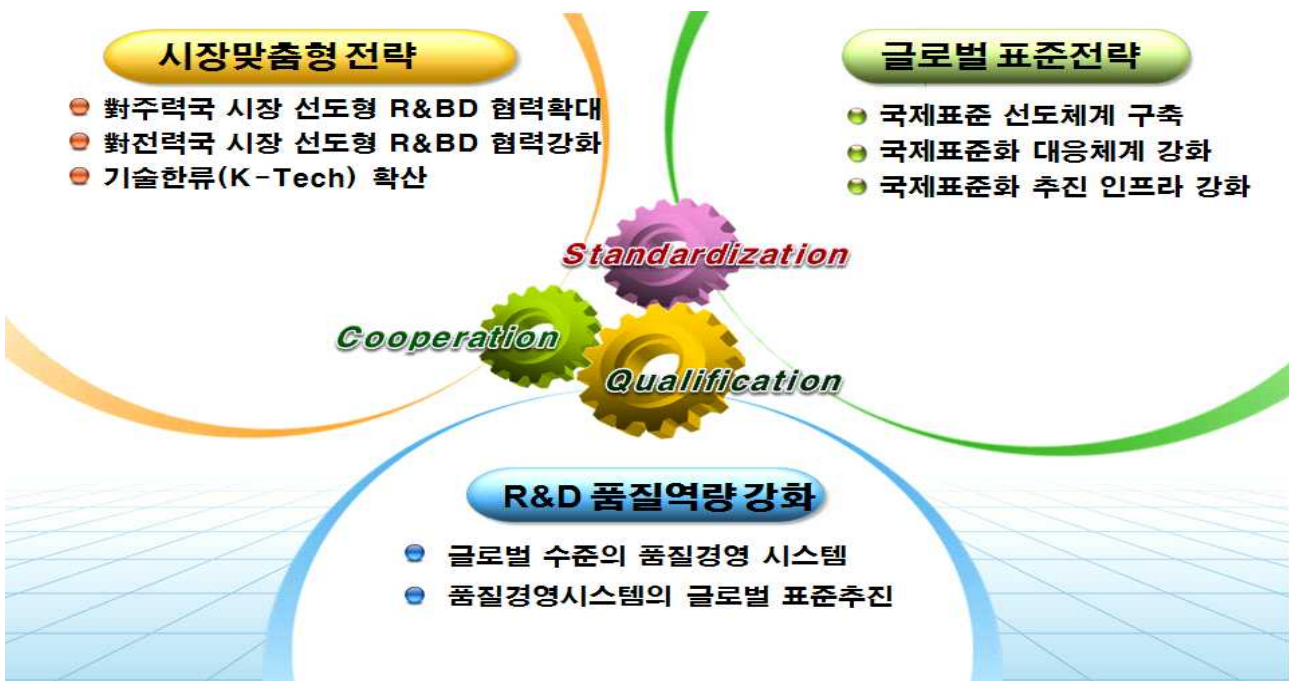 시장맞춤형 전략
對주력국 시장 선도형 R&BD 협력확대
對전력국 시장 선도형 R&BD 협력강화
기술한류(K-Tech) 확산
글로벌 표준전략
국제표준 선도체계 구축
국제표준화 대응체계 강화
국제표준화 추진 인프라 강화
Standardization
Cooperation
Qualification
R&D 품질역량 강화
글로벌 수준의 품질경영 시스템
품질경영시스템의 글로벌 표준추진